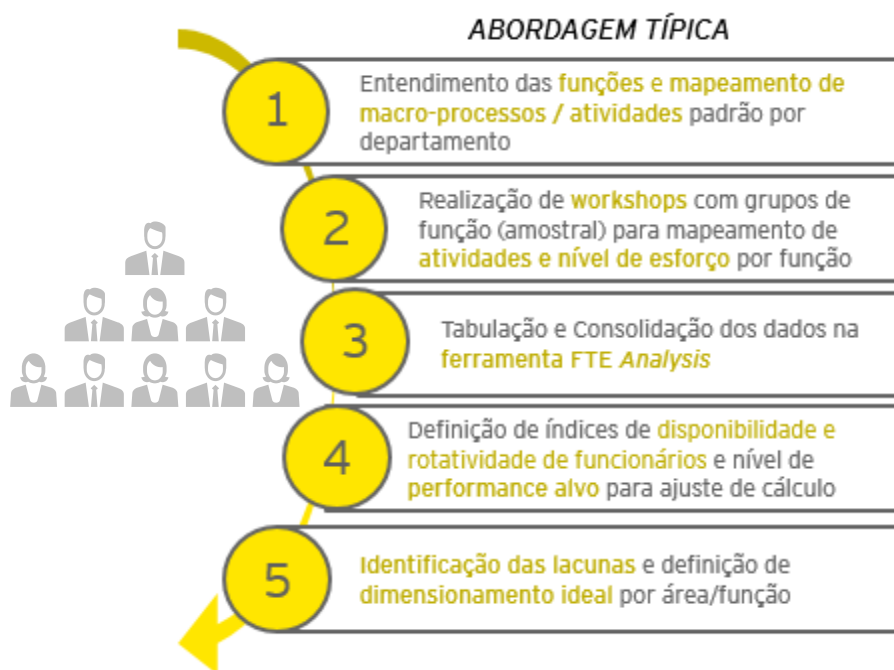 ABORDAGEM TÍPICA
1
Entendimento das funções e mapeamento de
macro-processos / atividades padrão por
departamento
2
Realização de workshops com grupos de
função (amostral) para mapeamento de
atividades e nível de esforço por função
3
Tabulação e Consolidação dos dados na
ferramenta FTE Analysis
4
Definição de índices de disponibilidade e
rotatividade de funcionários e nível de
performance alvo para ajuste de cálculo
5
Identificação das lacunas e definição de
dimensionamento ideal por área/função